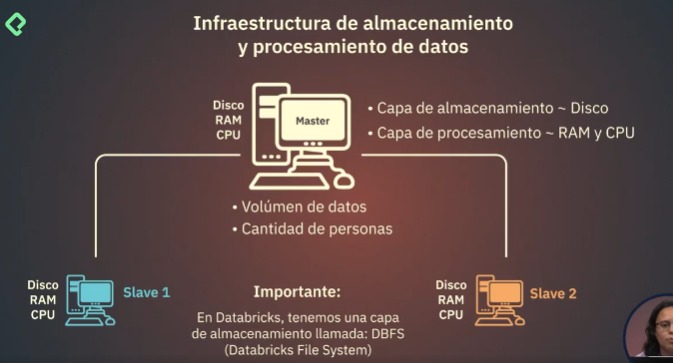 Infraestructura de almacenamiento
y procesamiento de datos
Disco
RAM
CPU
Master
• Capa de almacenamiento ~ Disco
• Capa de procesamiento ~ RAM y CPU
• Volúmen de datos
• Cantidad de personas
Disco
RAM
CPU
Slave 1
Importante:
En Databricks, tenemos una capa
de almacenamiento llamada: DBFS
(Databricks File System)
Disco
RAM
CPU
Slave 2